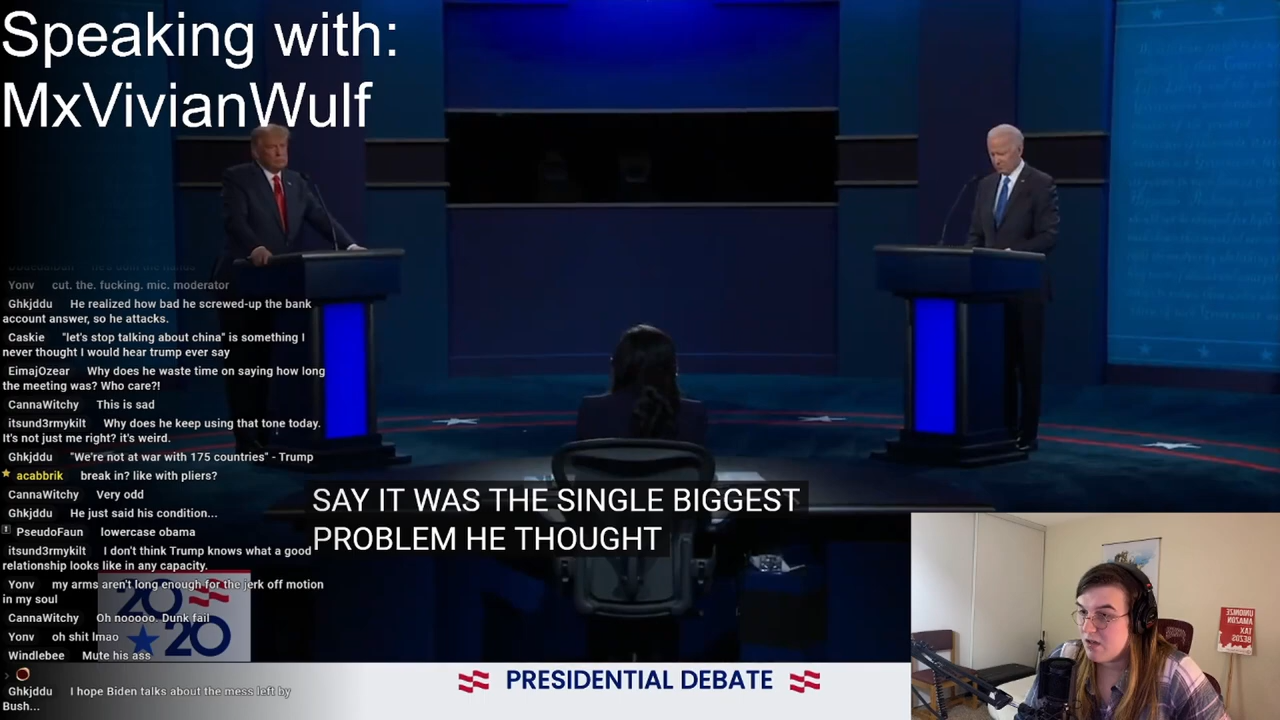 Speaking with:
MxVivianWulf
Yonv cut. the. fucking. mic. moderator
Ghkjddu He realized how bad he screwed-up the bank
account answer, so he attacks.
Caskie "let's stop talking about china" is something I
never thought I would hear trump ever say
EimajOzear Why does he waste time on saying how long
the meeting was? Who care?!
CannaWitchy This is sad
itsund3rmykilt Why does he keep using that tone today.
It's not just me right? it's weird.
Ghkjddu "We're not at war with 175 countries" - Trump
acabbrik break in? like with pliers?
CannaWitchy Very odd
Ghkjddu He just said his condition...
PseudoFaun lowercase obama
itsund3rmykilt I don't think Trump knows what a good
relationship looks like in any capacity.
Yonv my arms aren't long enough for the jerk off motion
in my soul
CannaWitchy Oh nooooo. Dunk fail
Yonv oh shit lmao
Windlebee Mute his ass
Ghkjddu I hope Biden talks about the mess left by
Bush...
SAY IT WAS THE SINGLE BIGGEST
PROBLEM HE THOUGHT
20
20
PRESIDENTIAL DEBATE
UNIONIZE
AMAZON
TAX
BEZOS